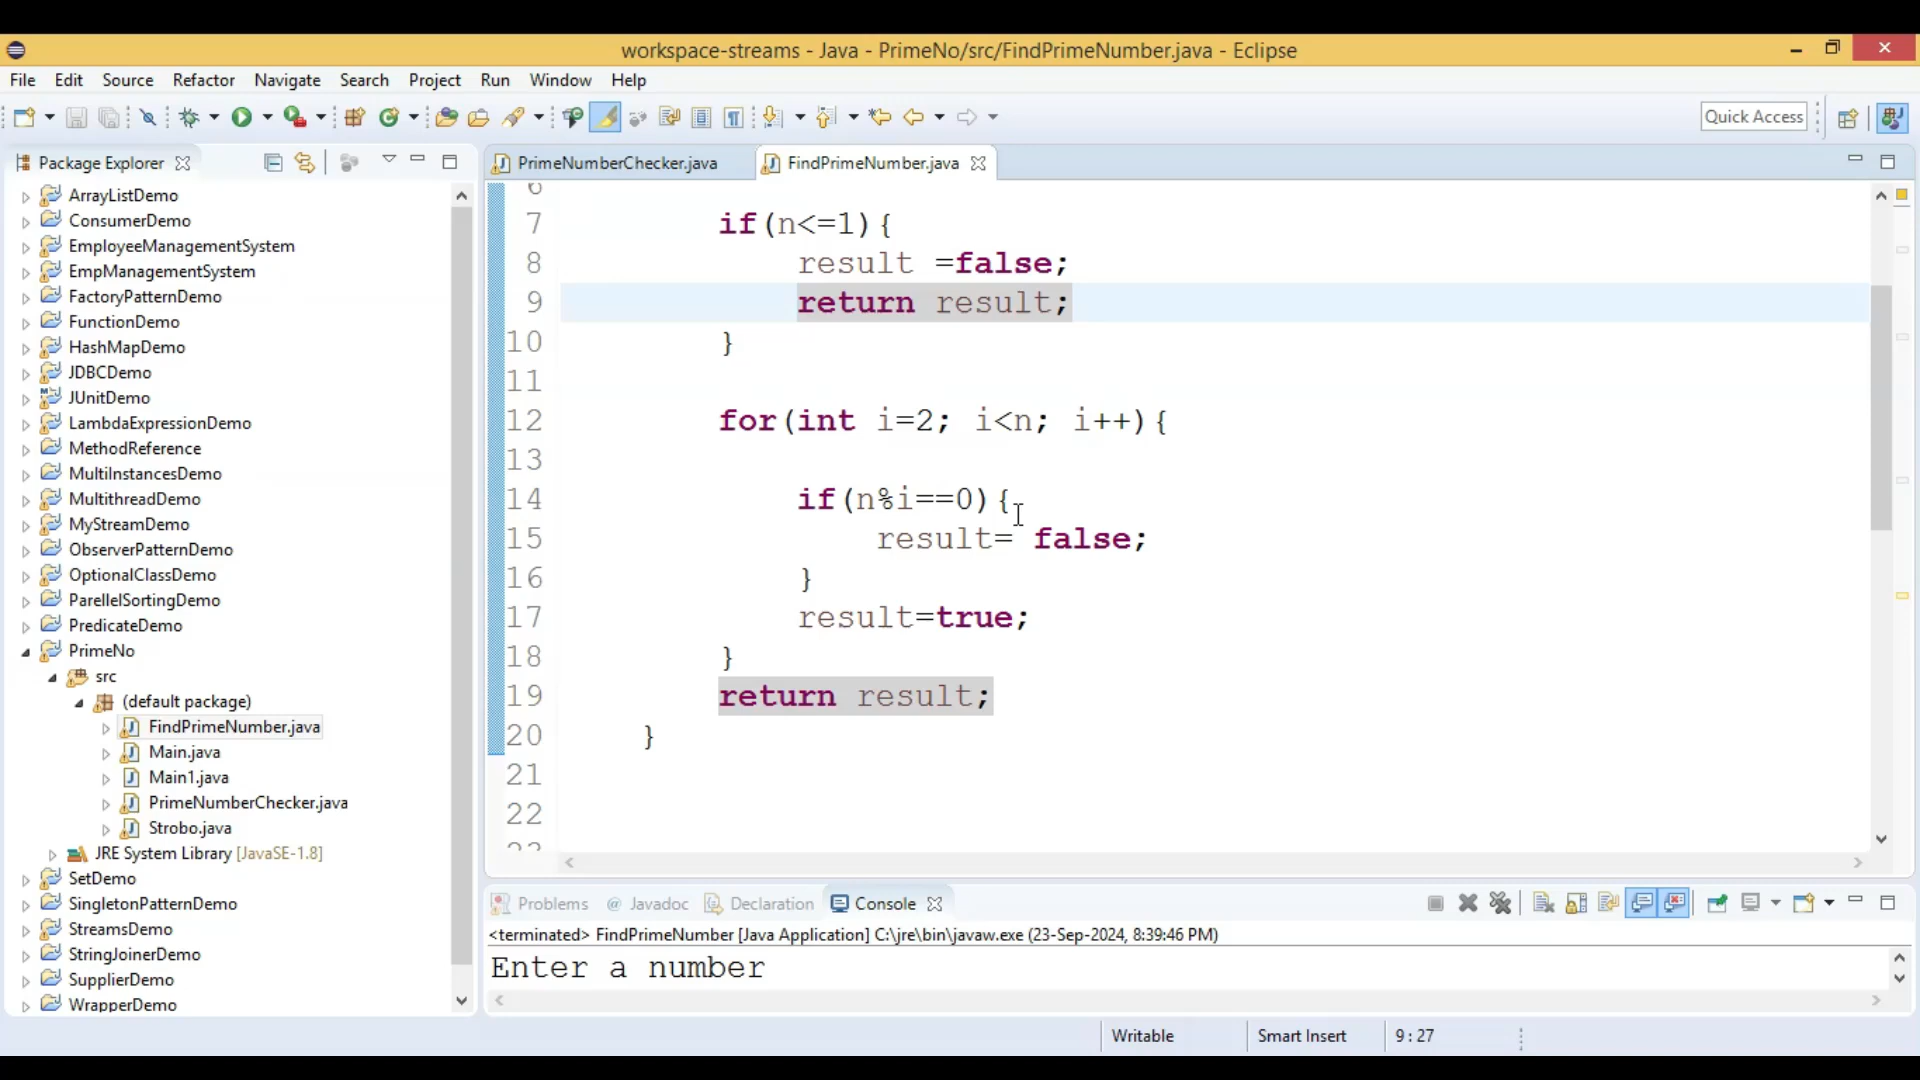 workspace-streams - Java - PrimeNo/src/FindPrimeNumber.java - Eclipse
File Edit Source Refactor Navigate Search Project Run Window Help
Quick Access
Package Explorer
ArrayListDemo
ConsumerDemo
EmployeeManagementSystem
EmpManagementSystem
FactoryPatternDemo
FunctionDemo
HashMapDemo
JDBCDemo
JUnitDemo
LambdaExpressionDemo
MethodReference
MultiInstancesDemo
MultithreadDemo
MyStreamDemo
ObserverPatternDemo
OptionalClassDemo
ParellelSortingDemo
PredicateDemo
PrimeNo
src
(default package)
FindPrimeNumber.java
Main.java
Main1.java
PrimeNumberChecker.java
Strobo.java
JRE System Library [JavaSE-1.8]
SetDemo
SingletonPatternDemo
StreamsDemo
StringJoinerDemo
SupplierDemo
WrapperDemo
PrimeNumberChecker.java FindPrimeNumber.java
6
7 if(n<=1){
8 result =false;
9 return result;
10 }
11
12 for(int i=2; i<n; i++){
13
14 if(n%i==0){
15 result= false;
16 }
17 result=true;
18 }
19 return result;
20 }
21
22
Problems @ Javadoc Declaration Console
<terminated> FindPrimeNumber [Java Application] C:\jre\bin\javaw.exe (23-Sep-2024, 8:39:46 PM)
Enter a number
Writable Smart Insert 9 : 27